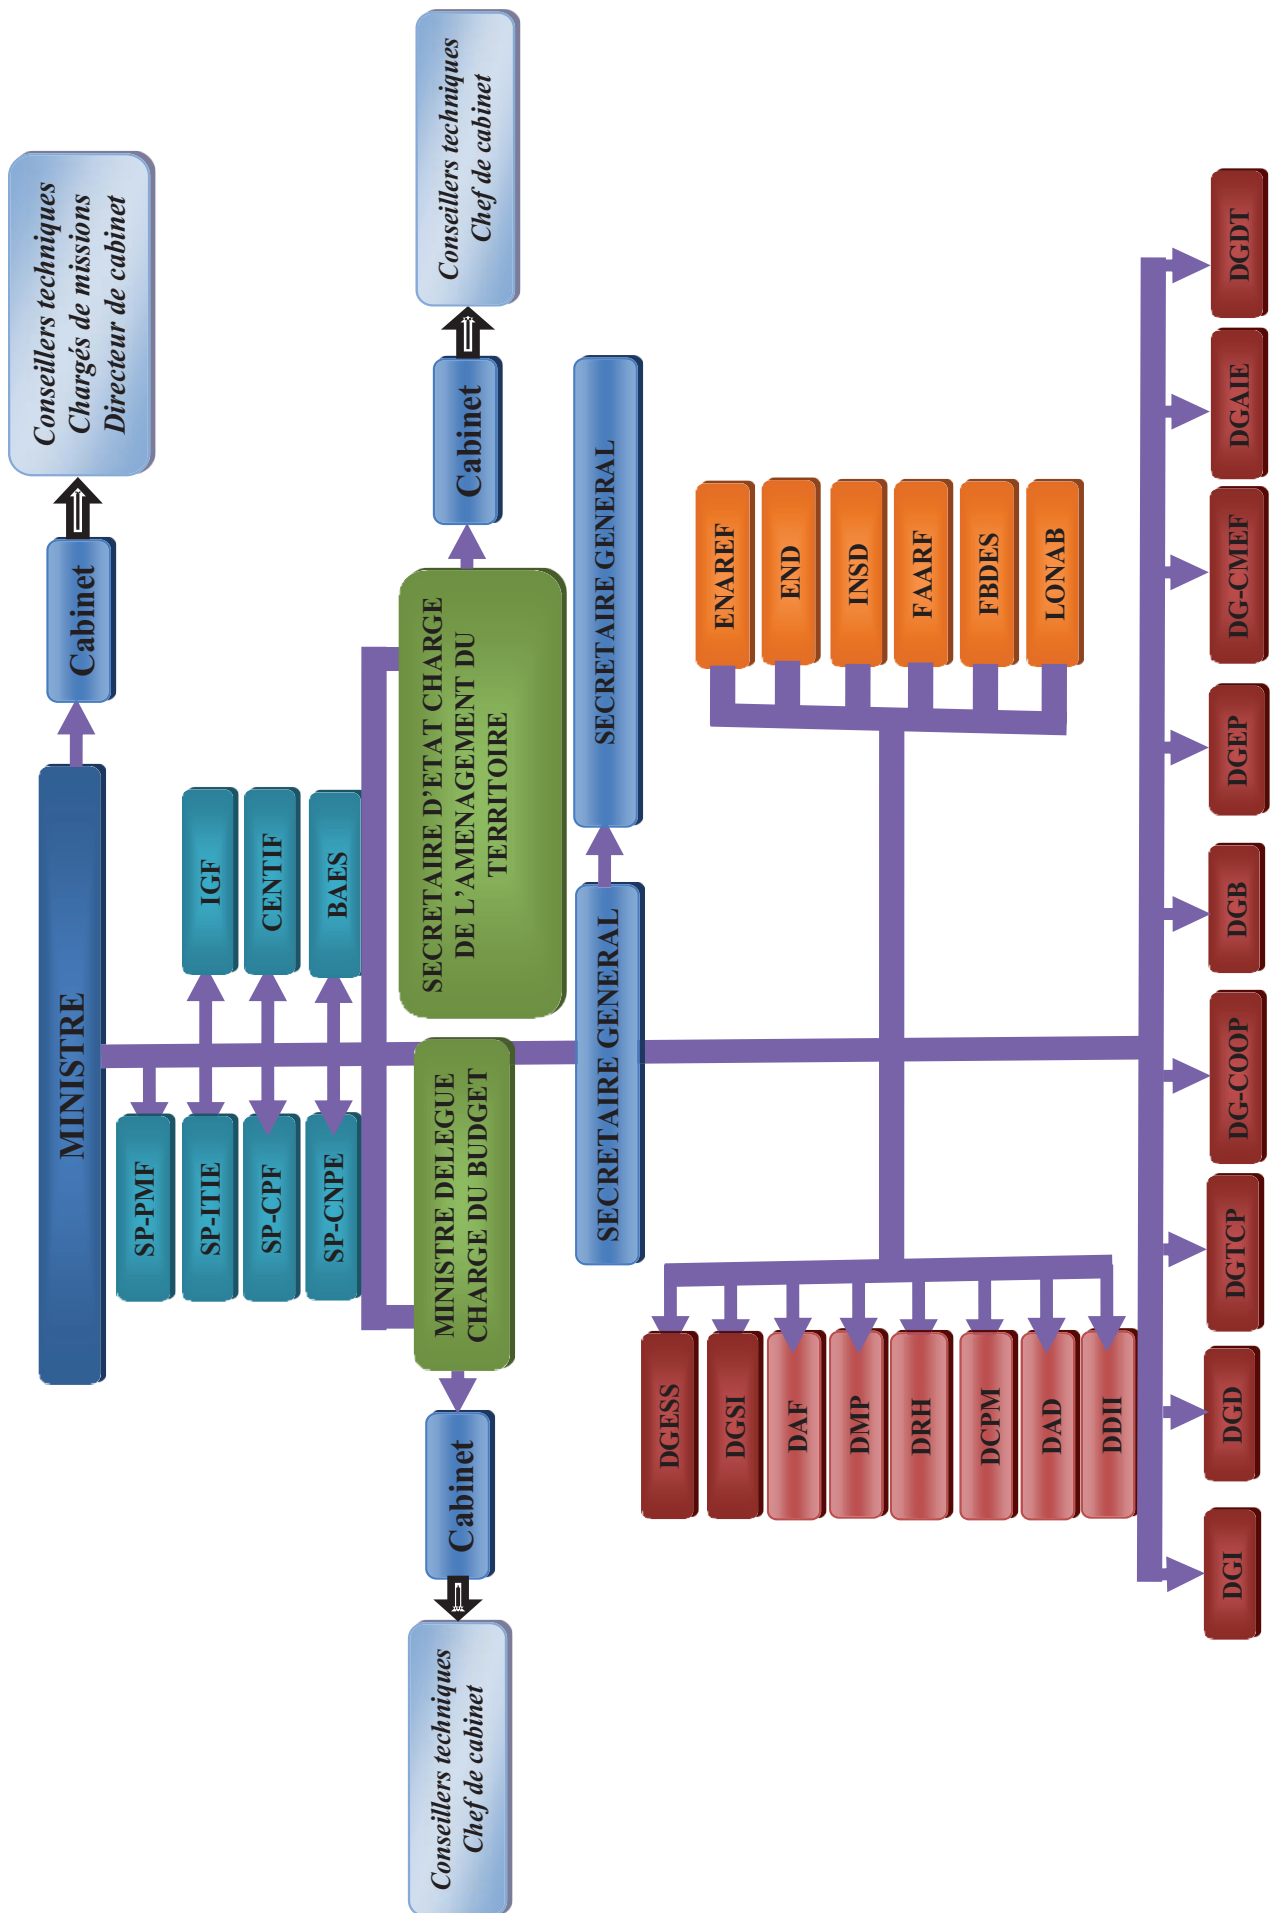 MINISTRE
Cabinet
Conseillers techniques
Chargés de missions
Directeur de cabinet
SP-PMF
SP-ITIE
IGF
SP-CPF
CENTIF
SP-CNPE
BAES
Conseillers techniques
Chef de cabinet
Cabinet
MINISTRE DELEGUE
CHARGE DU BUDGET
SECRETAIRE D'ETAT CHARGE
DE L'AMENAGEMENT DU
TERRITOIRE
Cabinet
Conseillers techniques
Chef de cabinet
SECRETAIRE GENERAL
SECRETAIRE GENERAL
DGESS
DGSI
DAF
DMP
DRH
DCPM
DAD
DDII
ENAREF
END
INSD
FAARF
FBDES
LONAB
DGI
DGD
DGTCP
DG-COOP
DGB
DGEP
DG-CMEF
DGAIE
DGDT